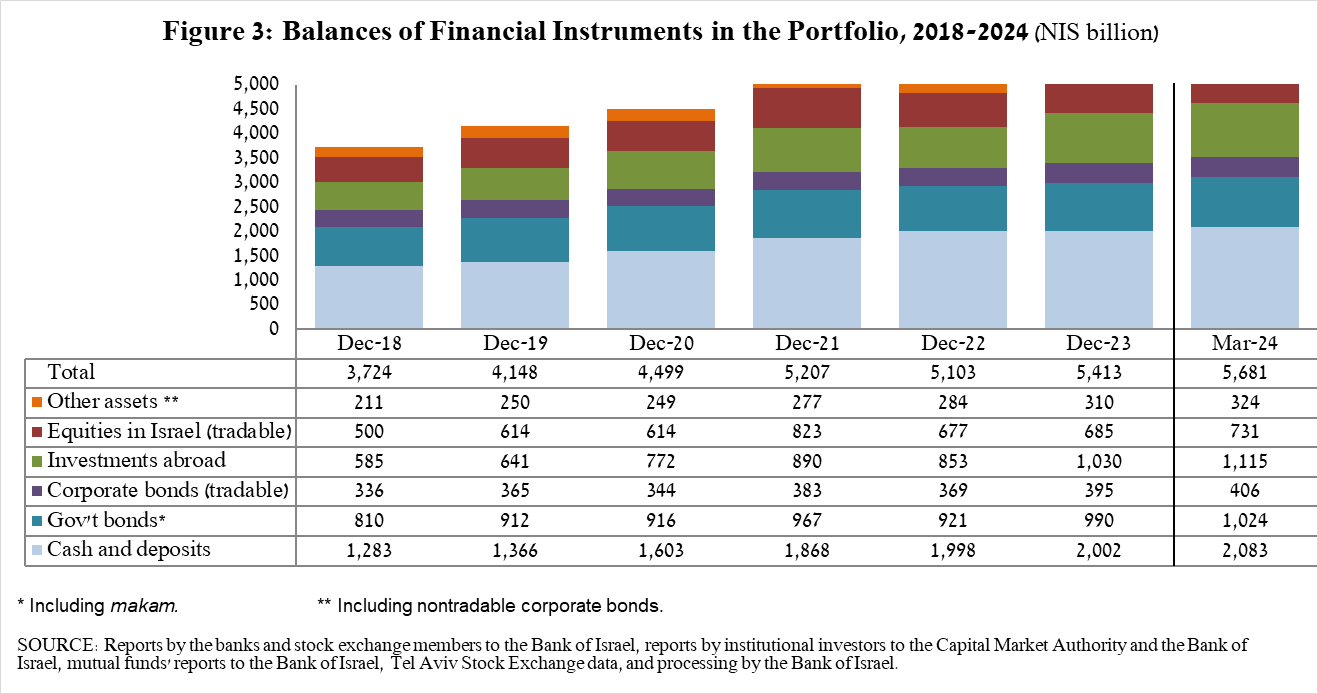 Figure 3: Balances of Financial Instruments in the Portfolio, 2018-2024 (NIS billion)
5,000
4,500
4,000
3,500
3,000
2,500
2,000
1,500
1,000
500
0
Dec-18 Dec-19 Dec-20 Dec-21 Dec-22 Dec-23 Mar-24
Total 3,724 4,148 4,499 5,207 5,103 5,413 5,681
Other assets ** 211 250 249 277 284 310 324
Equities in Israel (tradable) 500 614 614 823 677 685 731
Investments abroad 585 641 772 890 853 1,030 1,115
Corporate bonds (tradable) 336 365 344 383 369 395 406
Gov't bonds* 810 912 916 967 921 990 1,024
Cash and deposits 1,283 1,366 1,603 1,868 1,998 2,002 2,083
* Including makam. ** Including nontradable corporate bonds.
SOURCE: Reports by the banks and stock exchange members to the Bank of Israel, reports by institutional investors to the Capital Market Authority and the Bank of
Israel, mutual funds' reports to the Bank of Israel, Tel Aviv Stock Exchange data, and processing by the Bank of Israel.